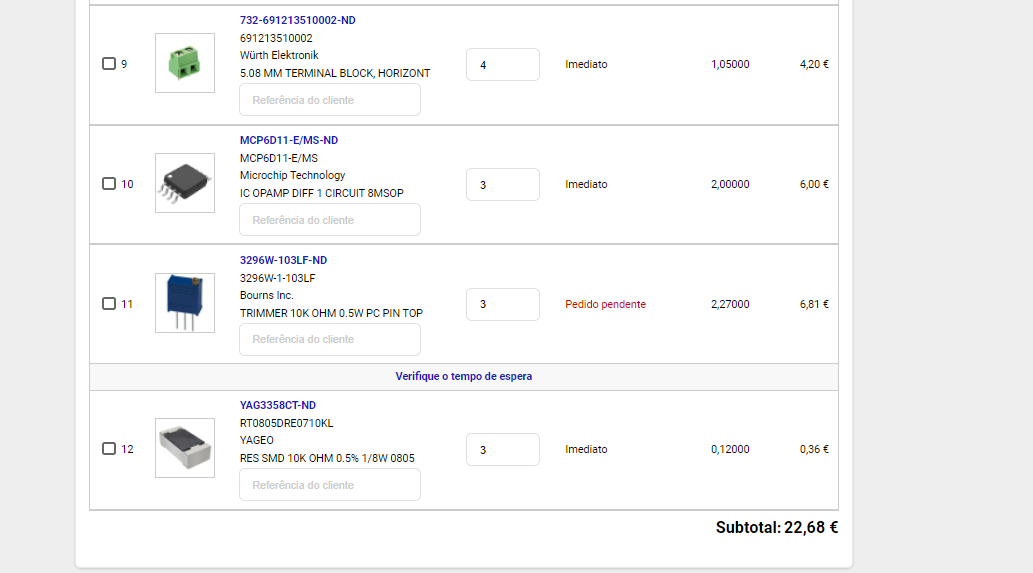 732-691213510002-ND
691213510002
Würth Elektronik
9
5.08 MM TERMINAL BLOCK, HORIZONT
4
Imediato
1,05000
4,20 €
Referência do cliente
MCP6D11-E/MS-ND
MCP6D11-E/MS
Microchip Technology
10
IC OPAMP DIFF 1 CIRCUIT 8MSOP
3
Imediato
2,00000
6,00 €
Referência do cliente
3296W-103LF-ND
3296W-1-103LF
Bourns Inc.
11
TRIMMER 10K OHM 0.5W PC PIN TOP
3
Pedido pendente
2,27000
6,81 €
Referência do cliente
Verifique o tempo de espera
YAG3358CT-ND
RT0805DRE0710KL
YAGEO
12
RES SMD 10K OHM 0.5% 1/8W 0805
3
Imediato
0,12000
0,36 €
Referência do cliente
Subtotal: 22,68 €